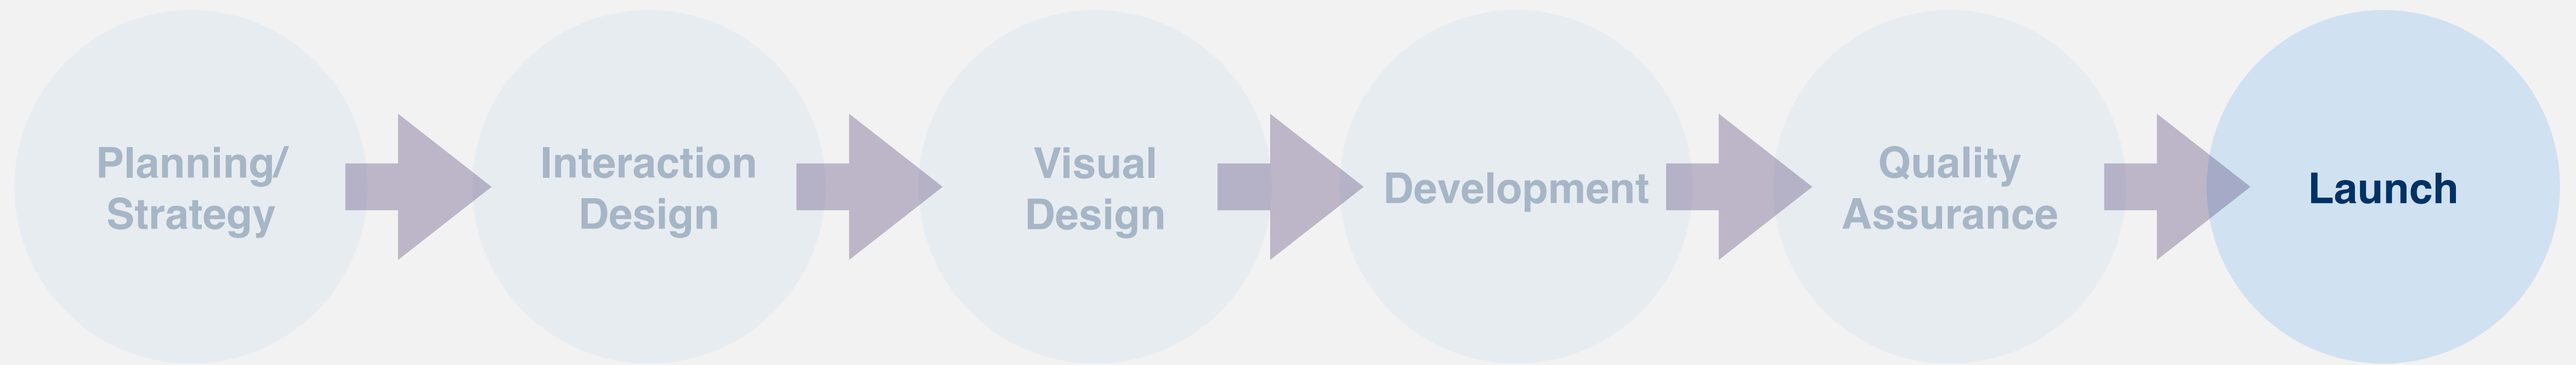 Planning/
Strategy
Interaction
Design
Visual
Design
Development
Quality
Assurance
Launch